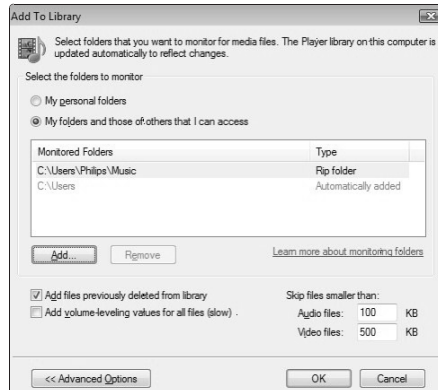 Add To Library
Select folders that you want to monitor for media files. The Player library on this computer is
updated automatically to reflect changes.
Select the folders to monitor
My personal folders
My folders and those of others that I can access
Monitored Folders Type
C:\Users\Philips\Music Rip folder
C:\Users Automatically added
Add... Remove Learn more about monitoring folders
Add files previously deleted from library Skip files smaller than:
Add volume-leveling values for all files (slow) . Audio files: 100 KB
Video files: 500 KB
<< Advanced Options OK Cancel